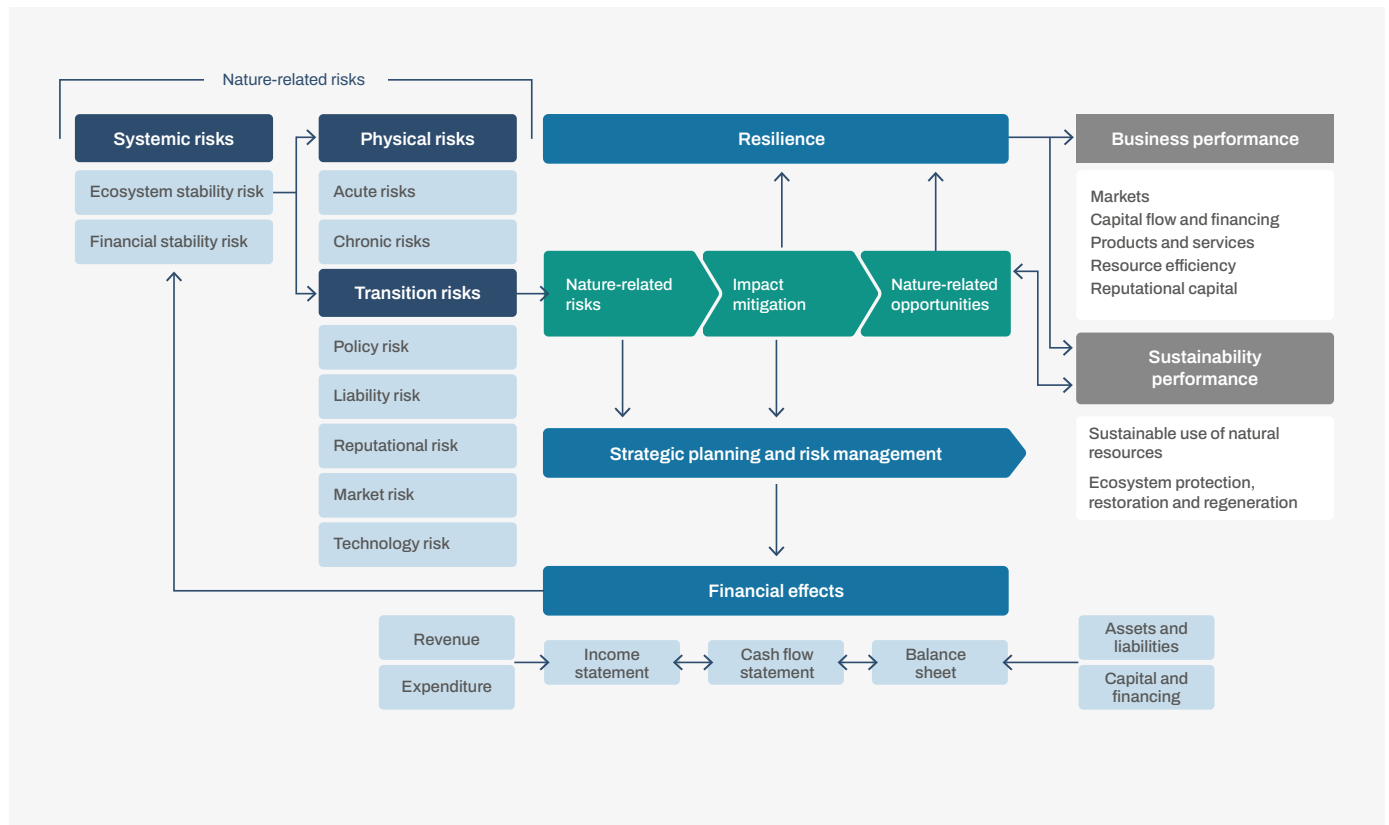 Nature-related risks
Systemic risks
Ecosystem stability risk
Financial stability risk
Physical risks
Acute risks
Chronic risks
Transition risks
Policy risk
Liability risk
Reputational risk
Market risk
Technology risk
Resilience
Nature-related
risks
Impact
mitigation
Nature-related
opportunities
Strategic planning and risk management
Financial effects
Business performance
Markets
Capital flow and financing
Products and services
Resource efficiency
Reputational capital
Sustainability
performance
Sustainable use of natural
resources
Ecosystem protection,
restoration and regeneration
Revenue
Expenditure
Income
statement
Cash flow
statement
Balance
sheet
Assets and
liabilities
Capital and
financing